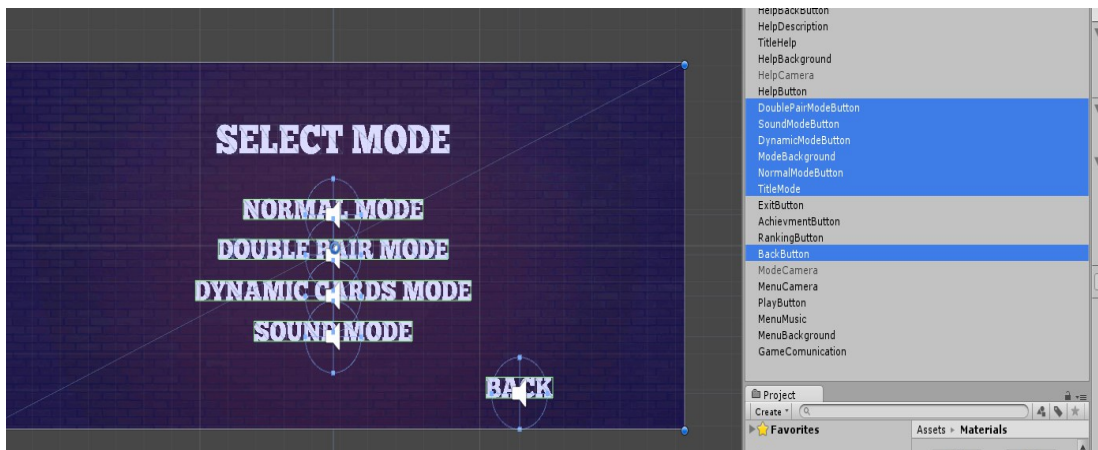 SELECT MODE
NORMAL MODE
DOUBLE PAIR MODE
DYNAMIC CARDS MODE
SOUND MODE
BACK
HelpBackButton
HelpDescription
TitleHelp
HelpBackground
HelpCamera
HelpButton
DoublePairModeButton
SoundModeButton
DynamicModeButton
ModeBackground
NormalModeButton
TitleMode
ExitButton
AchievmentButton
RankingButton
BackButton
ModeCamera
MenuCamera
PlayButton
MenuMusic
MenuBackground
GameComunication
Project
Create
Favorites
Assets ▸ Materials